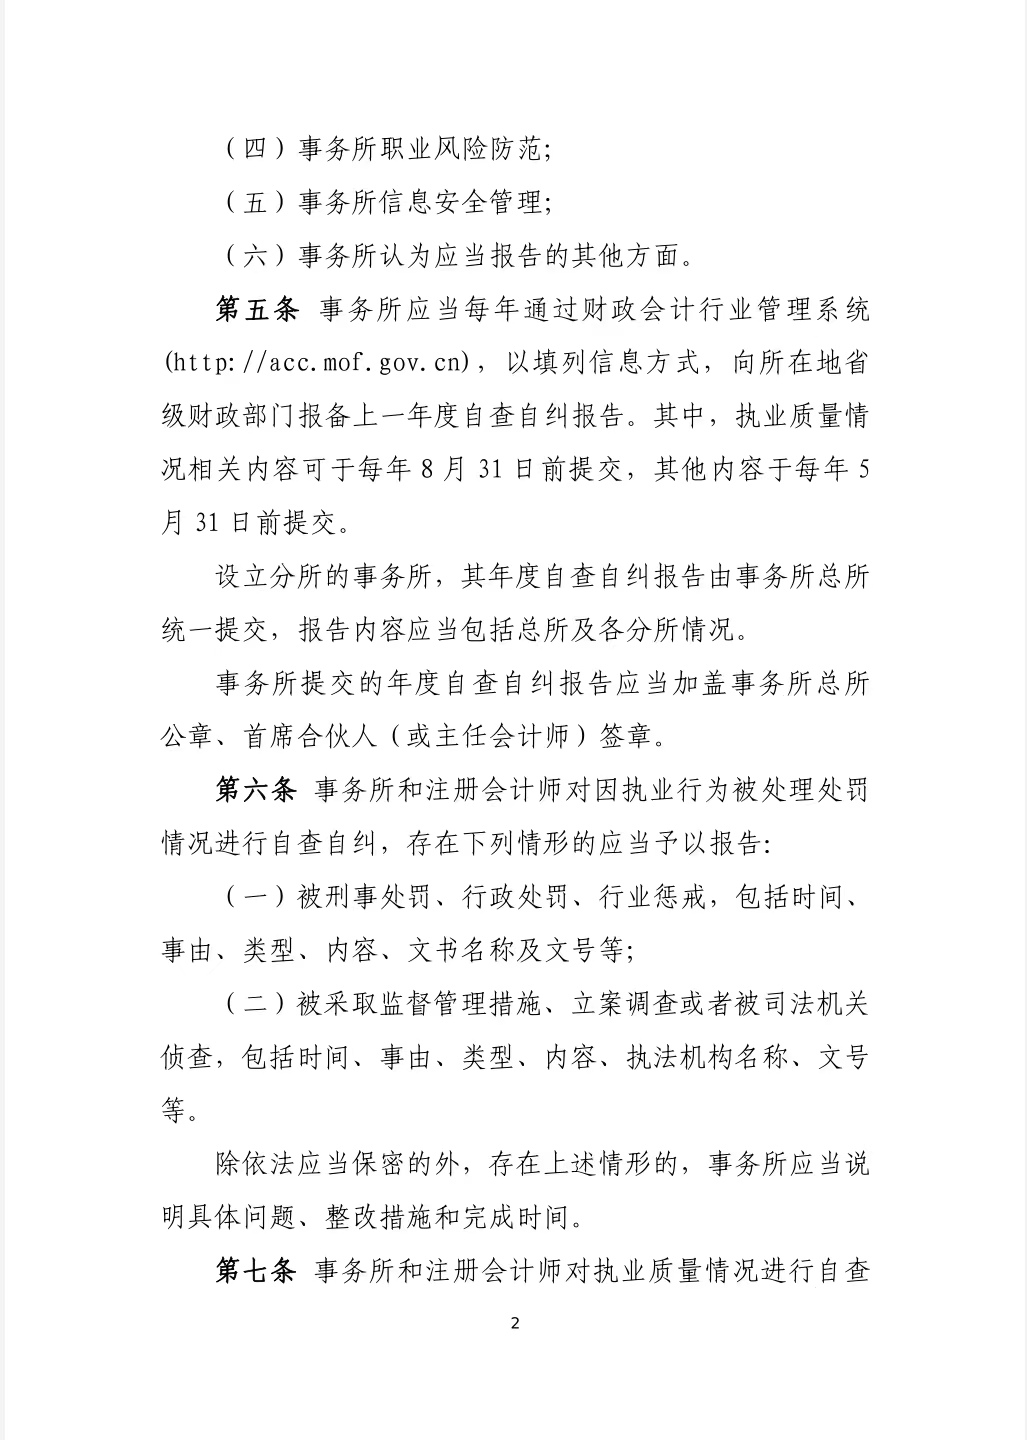 （四）事务所职业风险防范；
（五）事务所信息安全管理；
（六）事务所认为应当报告的其他方面。
第五条 事务所应当每年通过财政会计行业管理系统
(http://acc.mof.gov.cn)，以填列信息方式，向所在地省
级财政部门报备上一年度自查自纠报告。其中，执业质量情
况相关内容可于每年 8 月 31 日前提交，其他内容于每年 5
月 31 日前提交。
设立分所的事务所，其年度自查自纠报告由事务所总所
统一提交，报告内容应当包括总所及各分所情况。
事务所提交的年度自查自纠报告应当加盖事务所总所
公章、首席合伙人（或主任会计师）签章。
第六条 事务所和注册会计师对因执业行为被处理处罚
情况进行自查自纠，存在下列情形的应当予以报告：
（一）被刑事处罚、行政处罚、行业惩戒，包括时间、
事由、类型、内容、文书名称及文号等；
（二）被采取监督管理措施、立案调查或者被司法机关
侦查，包括时间、事由、类型、内容、执法机构名称、文号
等。
除依法应当保密的外，存在上述情形的，事务所应当说
明具体问题、整改措施和完成时间。
第七条 事务所和注册会计师对执业质量情况进行自查
2